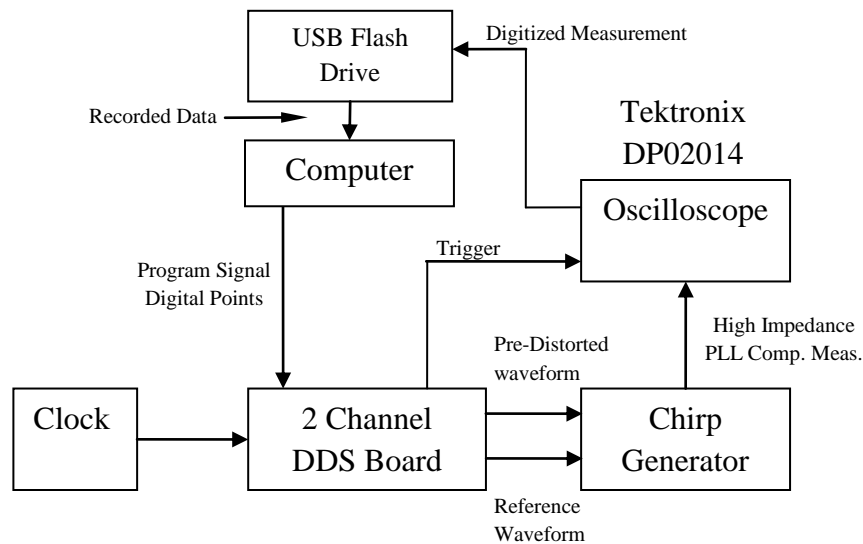 USB Flash
Drive
Digitized Measurement
Recorded Data
Tektronix
DP02014
Computer
Oscilloscope
Trigger
Program Signal
Digital Points
High Impedance
PLL Comp. Meas.
Pre-Distorted
waveform
Clock
2 Channel
DDS Board
Chirp
Generator
Reference
Waveform